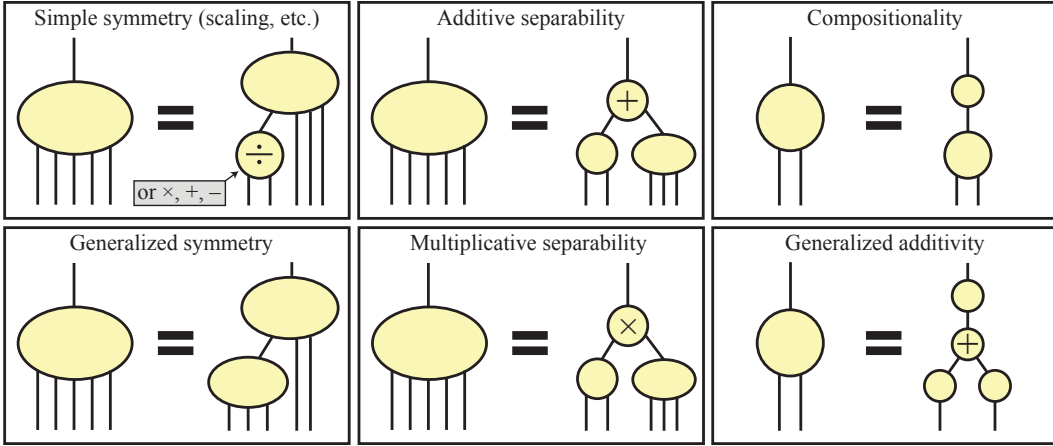 Simple symmetry (scaling, etc.)
÷
or ×, +, –
=
Additive separability
+
=
Compositionality
=
Generalized symmetry
=
Multiplicative separability
×
=
Generalized additivity
+
=